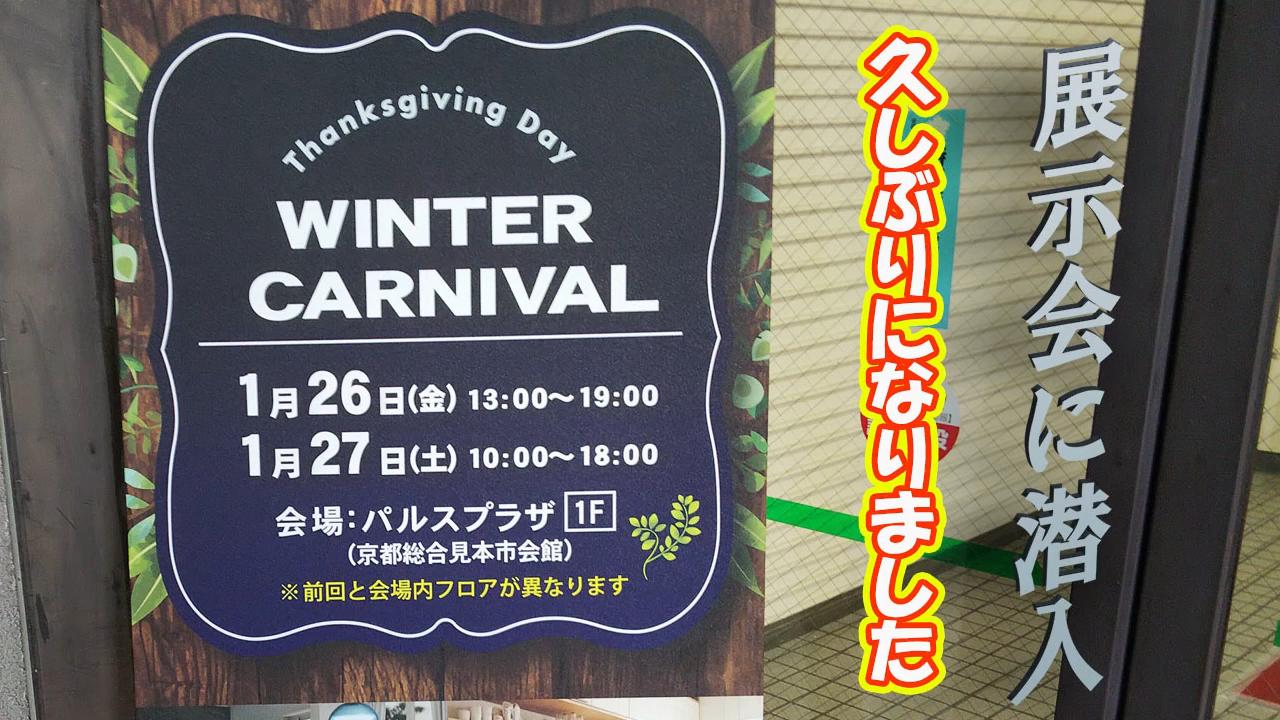 Thanksgiving Day
WINTER
CARNIVAL
1月26日(金) 13:00〜19:00
1月27日(土) 10:00〜18:00
会場:パルスプラザ 1F
(京都総合見本市会館)
※前回と会場内フロアが異なります
展示会に潜入
久しぶりになりました